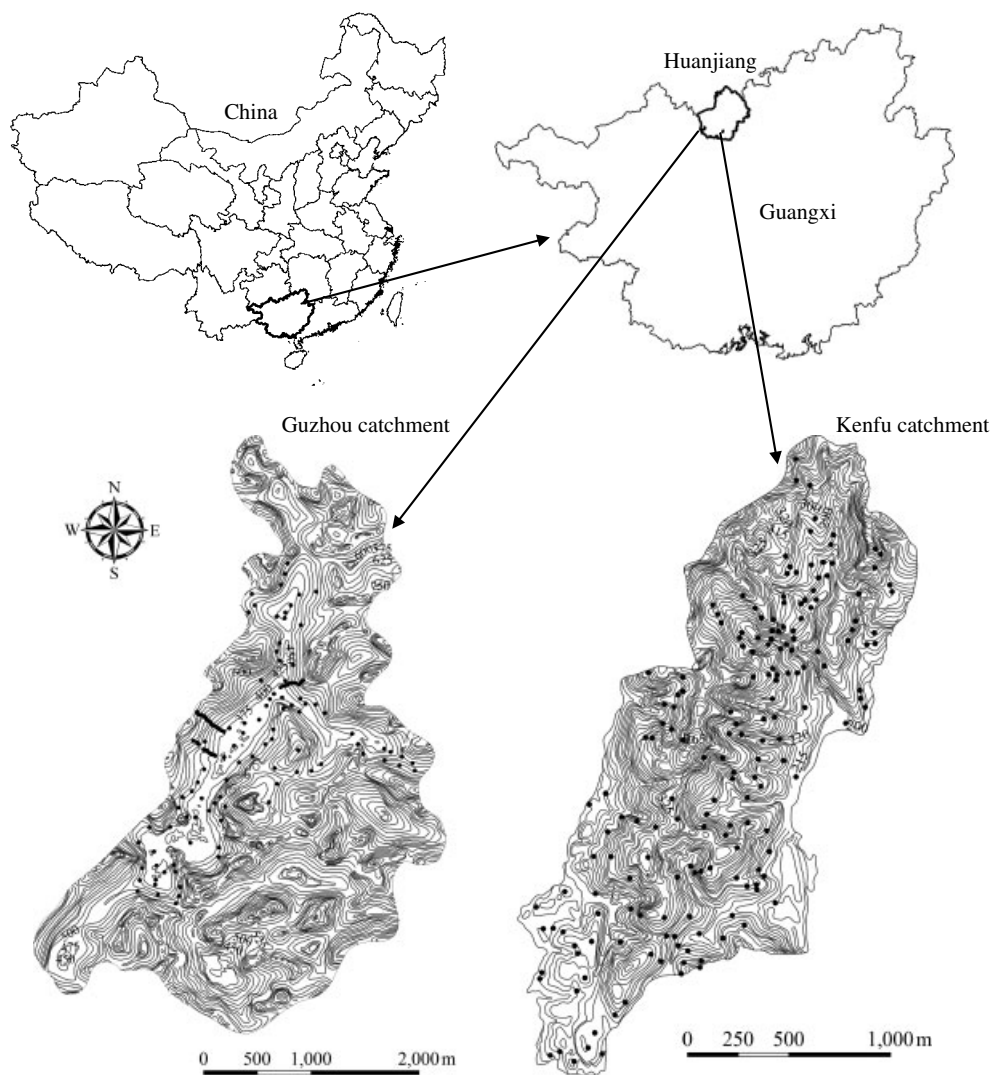 China
Huanjiang
Guangxi
Guzhou catchment
Kenfu catchment
N
W E
S
0 500 1,000 2,000 m
0 250 500 1,000 m